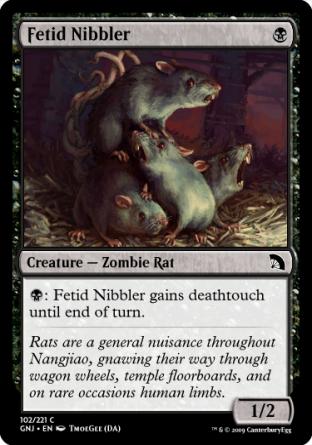 Fetid Nibbler
Creature — Zombie Rat
: Fetid Nibbler gains deathtouch
until end of turn.
Rats are a general nuisance throughout
Nangjiao, gnawing their way through
wagon wheels, temple floorboards, and
on rare occasions human limbs.
1/2
102/221 C
GNJ • EN TMOEGEE (DA)
™ & © 2019 CanterburyEgg